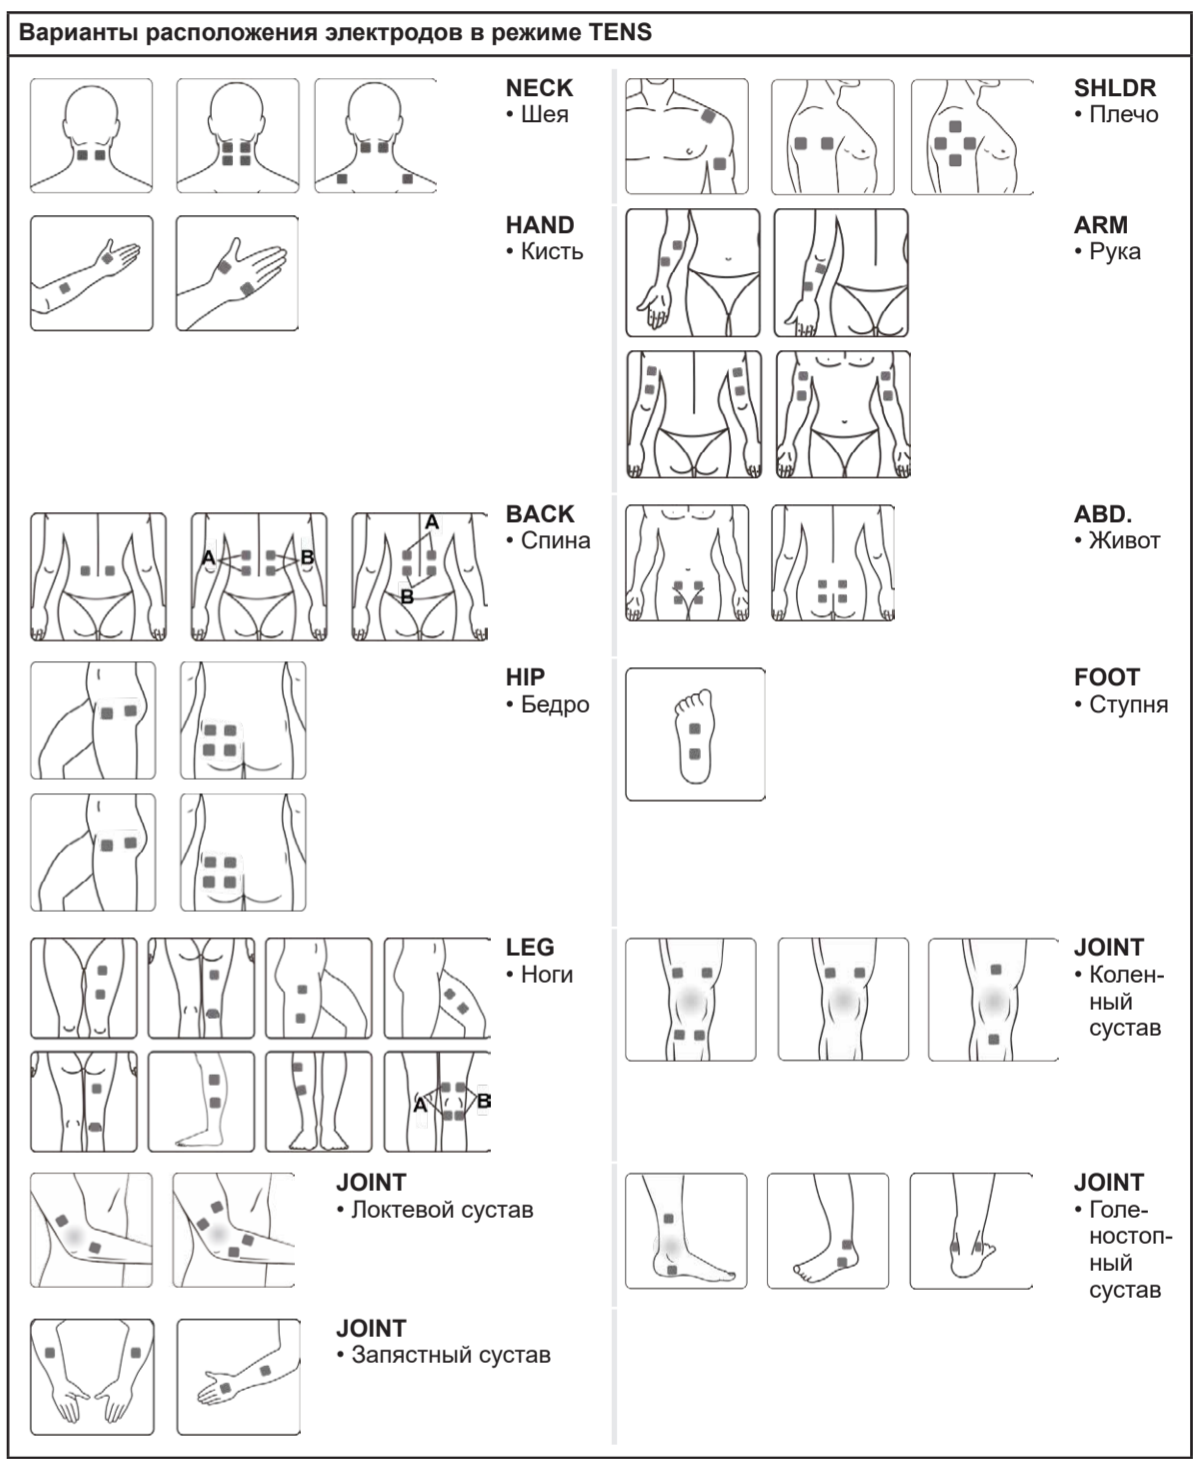 Варианты расположения электродов в режиме TENS
NECK
• Шея
SHLDR
• Плечо
HAND
• Кисть
ARM
• Рука
BACK
• Спина
A
B
A
B
ABD.
• Живот
HIP
• Бедро
FOOT
• Ступня
LEG
• Ноги
A
B
JOINT
• Колен-
ный
сустав
JOINT
• Локтевой сустав
JOINT
• Голе-
ностоп-
ный
сустав
JOINT
• Запястный сустав